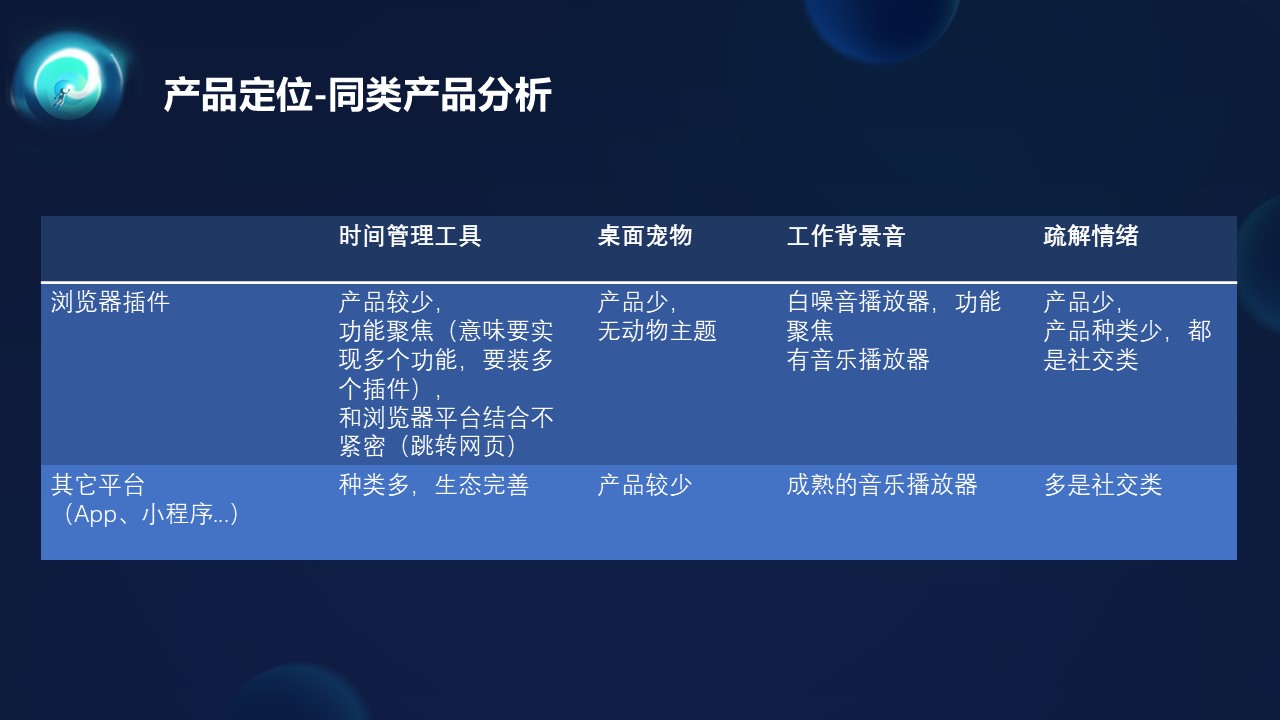 产品定位-同类产品分析
时间管理工具
桌面宠物
工作背景音
疏解情绪
浏览器插件
产品较少，
功能聚焦（意味要实
现多个功能，要装多
个插件），
和浏览器平台结合不
紧密（跳转网页）
产品少，
无动物主题
白噪音播放器，功能
聚焦
有音乐播放器
产品少，
产品种类少，都
是社交类
其它平台
（App、小程序...）
种类多，生态完善
产品较少
成熟的音乐播放器
多是社交类